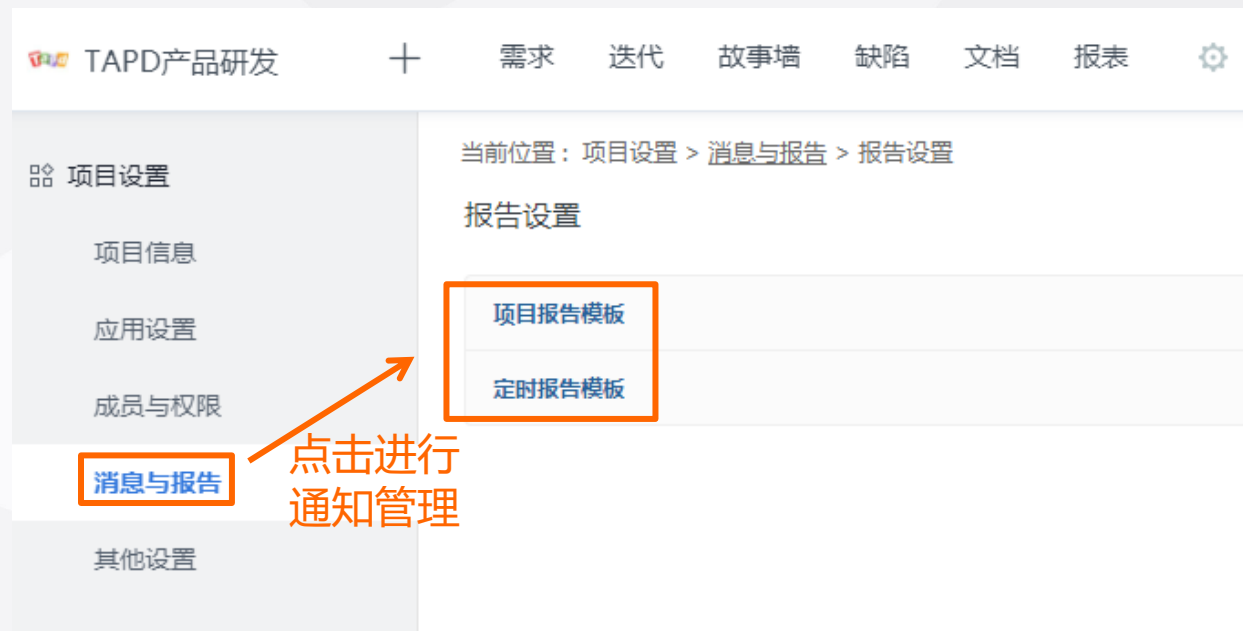 TAPD TAPD产品研发 需求 迭代 故事墙 缺陷 文档 报表
项目设置
项目信息
应用设置
成员与权限
消息与报告
其他设置
当前位置：项目设置 > 消息与报告 > 报告设置
报告设置
项目报告模板
定时报告模板
点击进行
通知管理